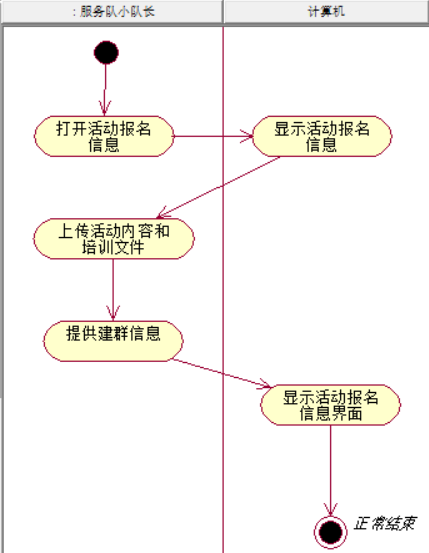 ：服务队小队长
计算机
打开活动报名
信息
显示活动报名
信息
上传活动内容和
培训文件
提供建群信息
显示活动报名
信息界面
正常结束